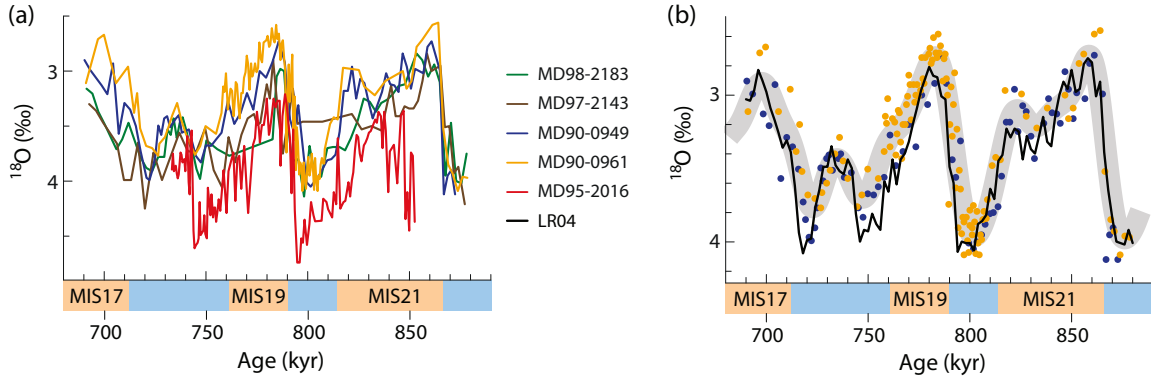 (a)
3
4
¹⁸O (‰)
MD98-2183
MD97-2143
MD90-0949
MD90-0961
MD95-2016
LR04
MIS17 MIS19 MIS21
700 750 800 850
Age (kyr)
(b)
3
4
¹⁸O (‰)
MIS17 MIS19 MIS21
700 750 800 850
Age (kyr)